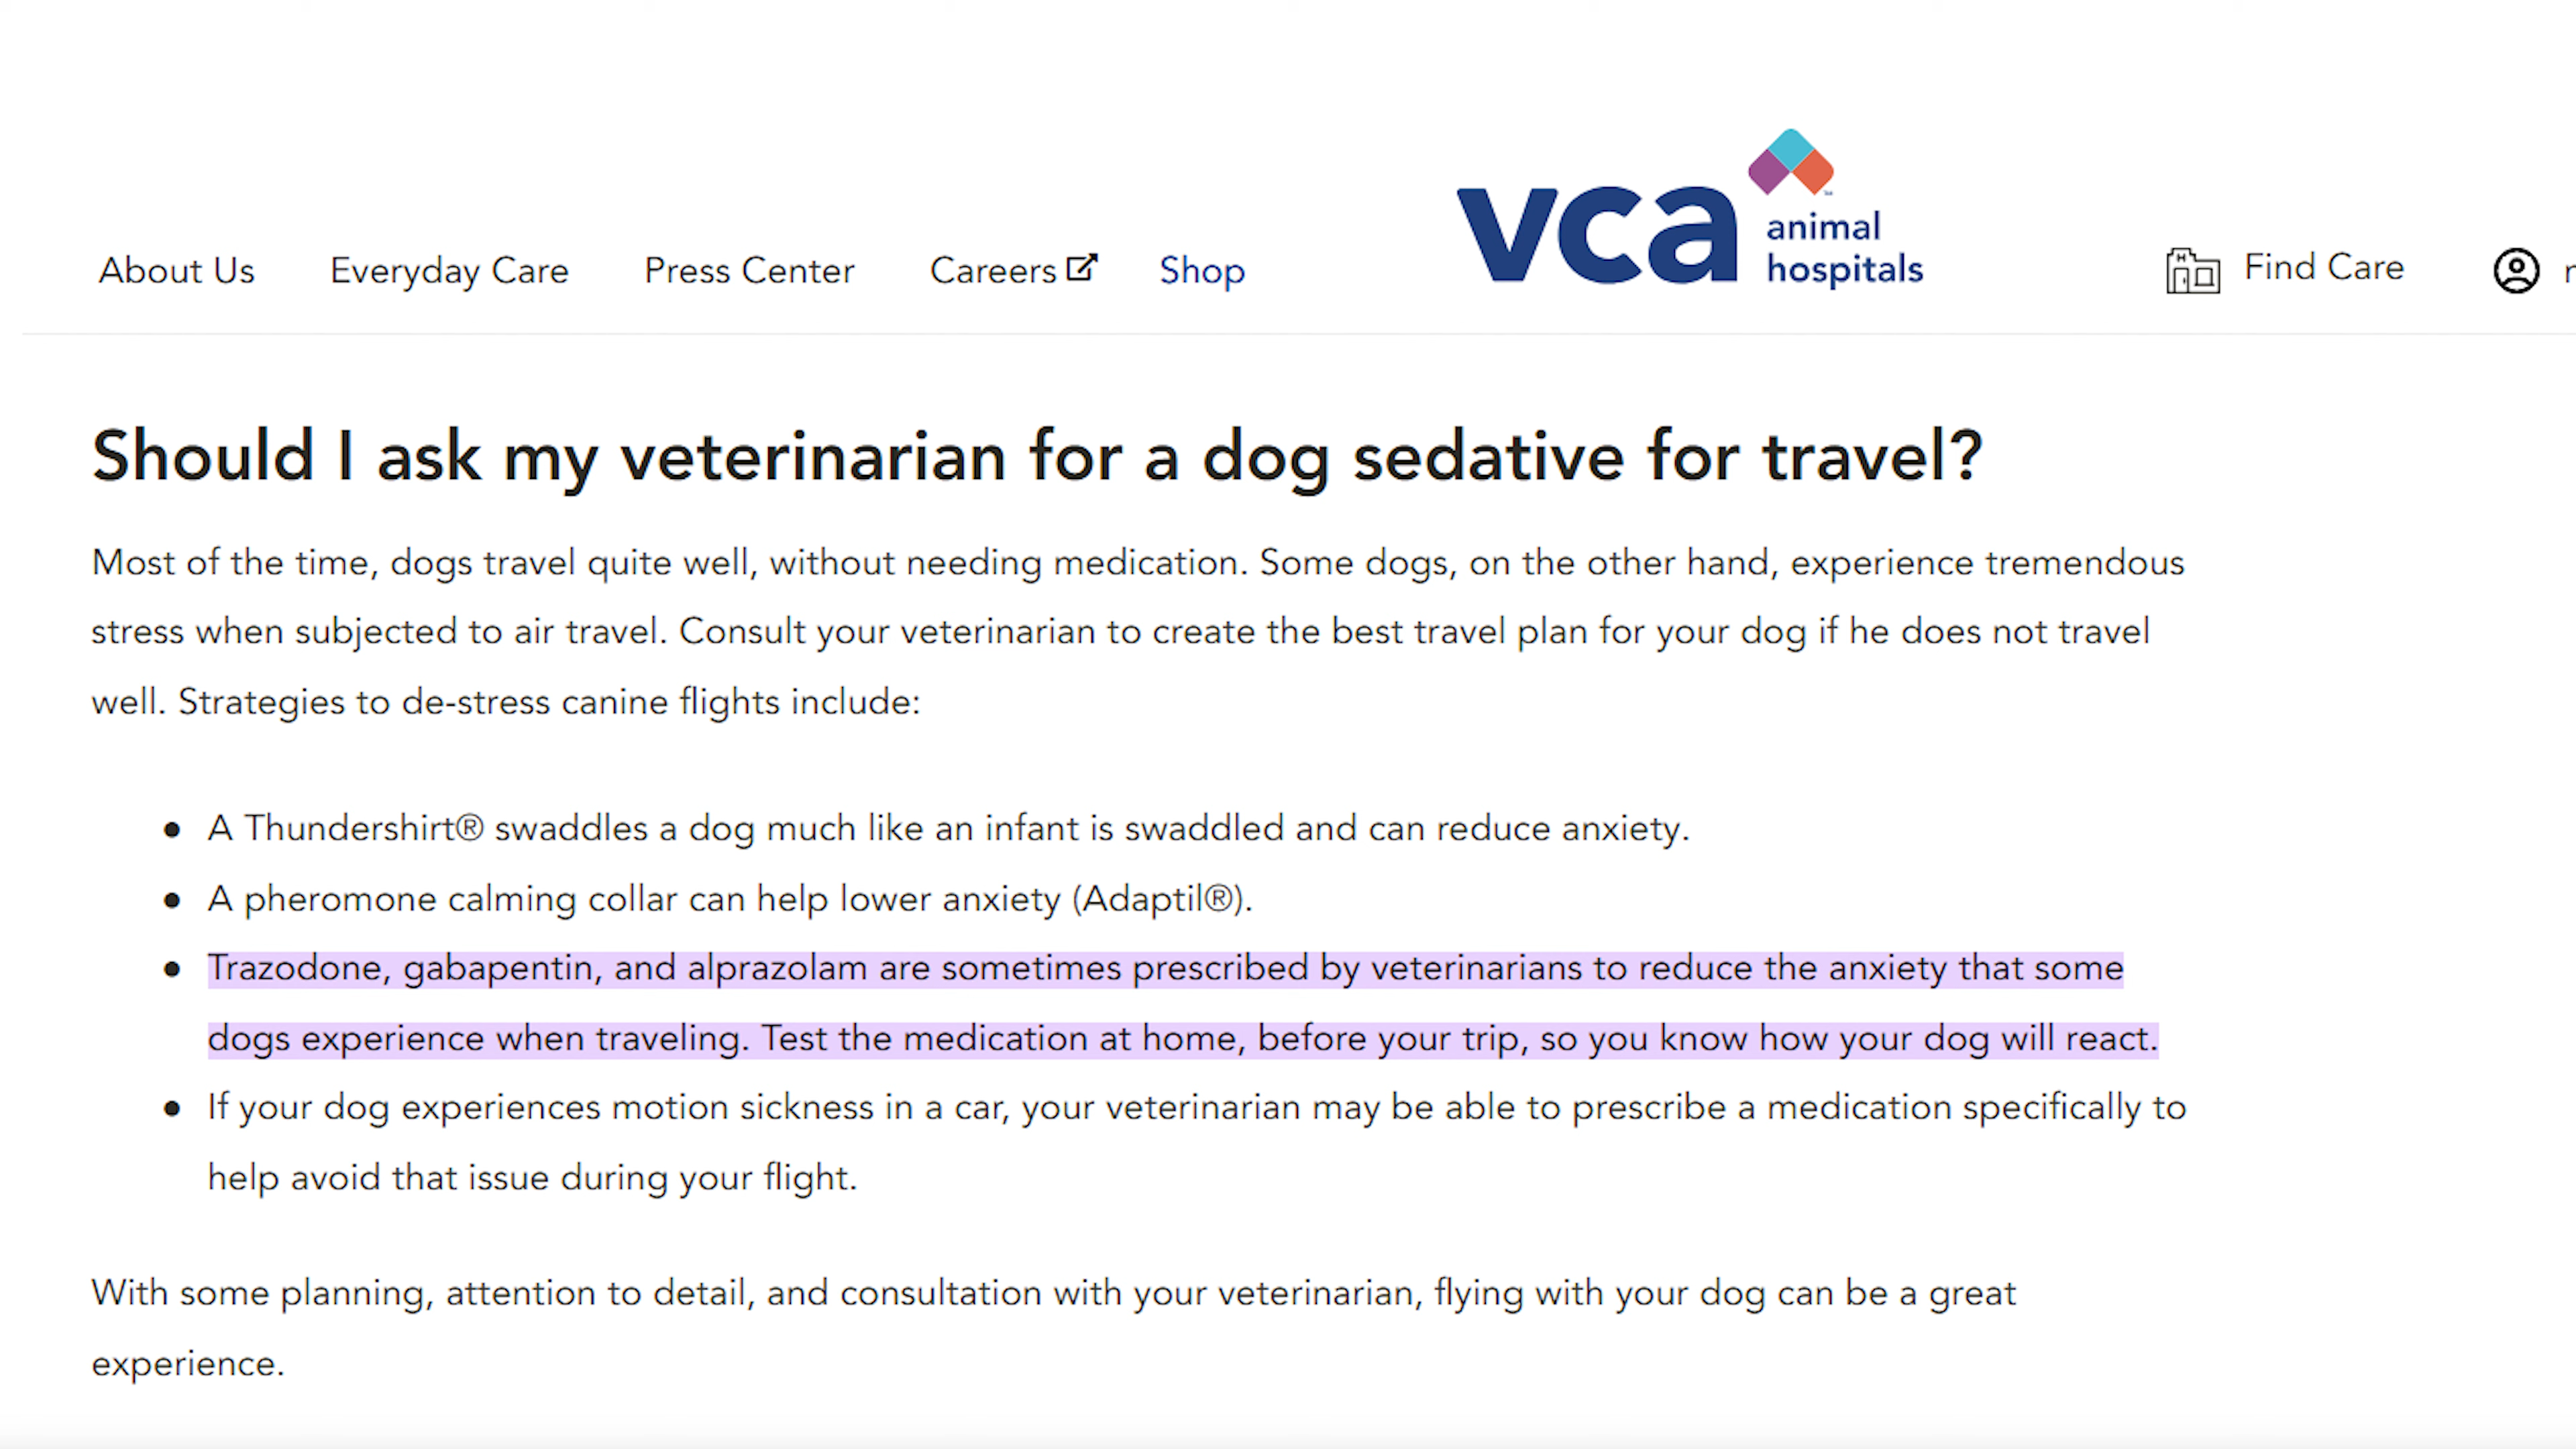 About Us Everyday Care Press Center Careers Shop vca animal hospitals Find Care
Should I ask my veterinarian for a dog sedative for travel?
Most of the time, dogs travel quite well, without needing medication. Some dogs, on the other hand, experience tremendous
stress when subjected to air travel. Consult your veterinarian to create the best travel plan for your dog if he does not travel
well. Strategies to de-stress canine flights include:
• A Thundershirt® swaddles a dog much like an infant is swaddled and can reduce anxiety.
• A pheromone calming collar can help lower anxiety (Adaptil®).
• Trazodone, gabapentin, and alprazolam are sometimes prescribed by veterinarians to reduce the anxiety that some
dogs experience when traveling. Test the medication at home, before your trip, so you know how your dog will react.
• If your dog experiences motion sickness in a car, your veterinarian may be able to prescribe a medication specifically to
help avoid that issue during your flight.
With some planning, attention to detail, and consultation with your veterinarian, flying with your dog can be a great
experience.